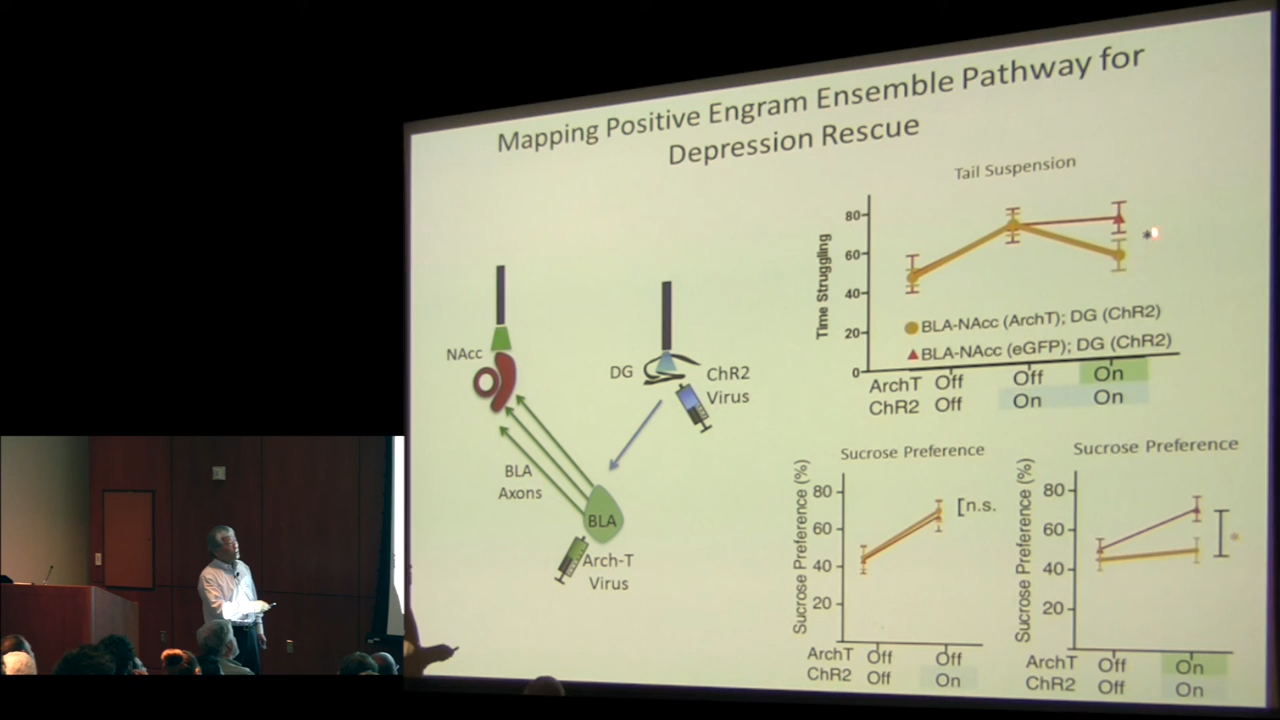 Mapping Positive Engram Ensemble Pathway for
Depression Rescue
NAcc
DG
ChR2
Virus
BLA
Axons
BLA
Arch-T
Virus
Tail Suspension
Time Struggling
80
60
40
20
0
BLA-NAcc (ArchT); DG (ChR2)
BLA-NAcc (eGFP); DG (ChR2)
ArchT Off Off On
ChR2 Off On On
*
Sucrose Preference
Sucrose Preference (%)
80
60
40
20
[n.s.
ArchT Off Off
ChR2 Off On
Sucrose Preference
Sucrose Preference (%)
80
60
40
20
*
ArchT Off On
ChR2 Off On